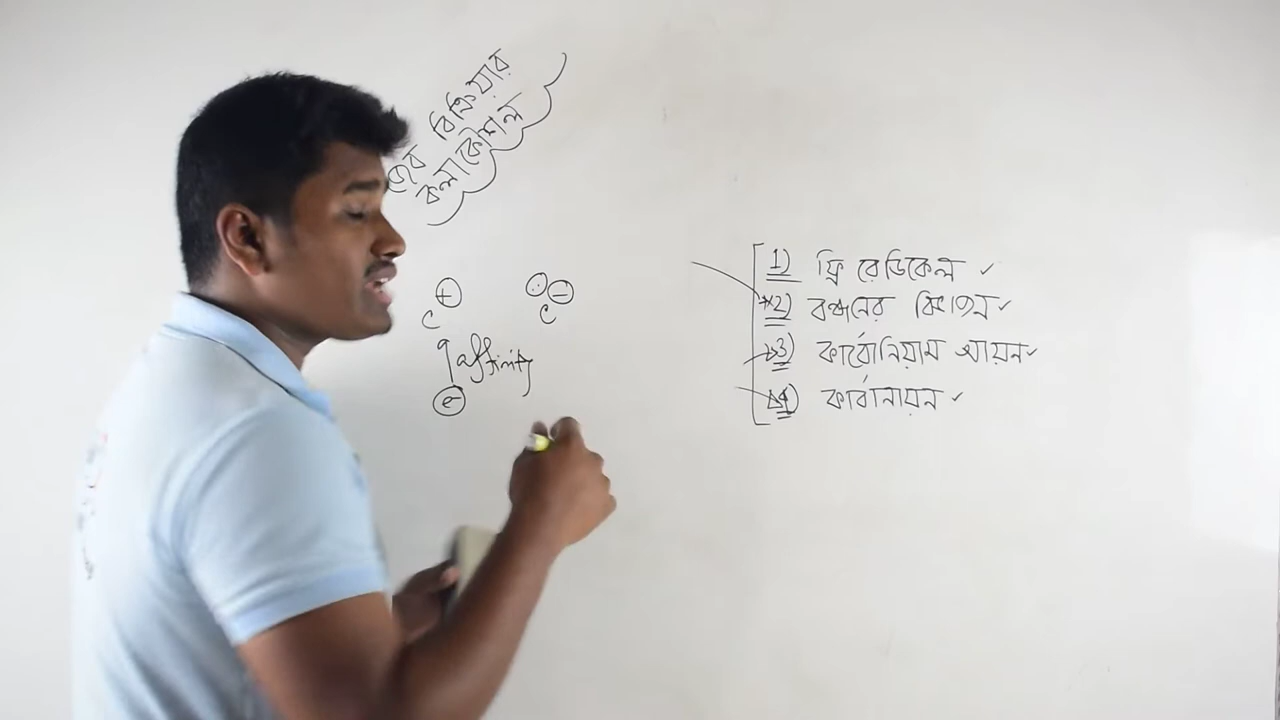 জৈব বিক্রিয়ার
কলাকৌশল
+ : −
C C
affinity
e-
1) ফ্রি রেডিকেল ✓
*2) বন্ধনের বিভাজন ✓
3) কার্বোনিয়াম আয়ন ✓
4) কার্বানায়ন ✓